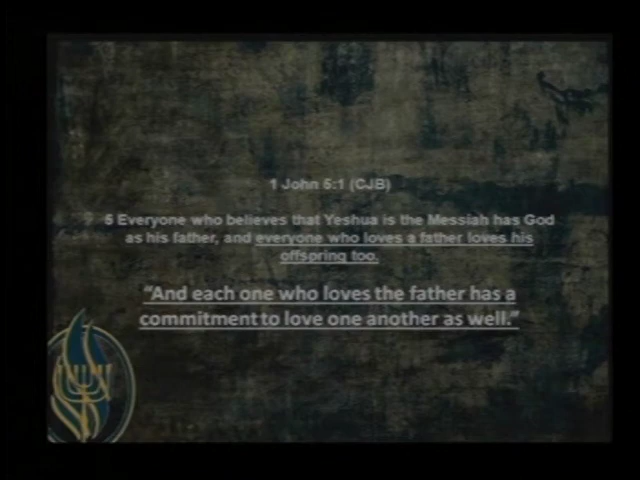 1 John 5:1 (CJB)
5 Everyone who believes that Yeshua is the Messiah has God
as his father, and everyone who loves a father loves his
offspring too.
“And each one who loves the father has a
commitment to love one another as well.”